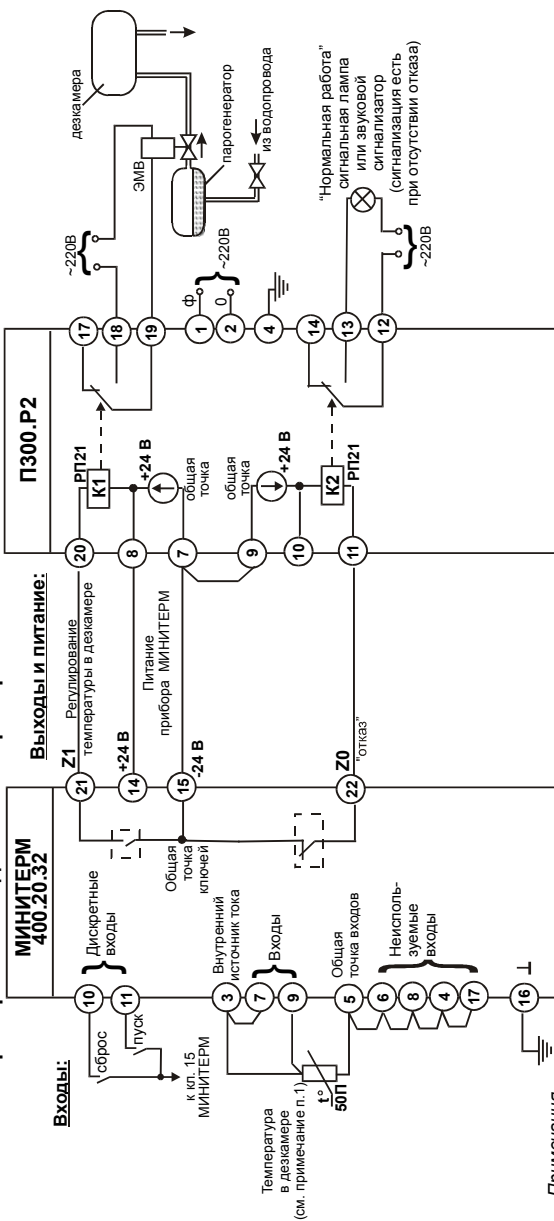 МИНИТЕРМ
400.20.32
П300.Р2
Входы:
Выходы и питание:
10
11
Дискретные
входы
сброс
пуск
к кл. 15
МИНИТЕРМ
3
7
9
Внутренний
источник тока
Входы
Температура
в дезкамере
(см. примечание п.1)
t°
50П
5
6
8
4
17
Общая
точка входов
Неисполь-
зуемые
входы
16
Общая
точка
ключей
21
Z1
14
+24 В
15
-24 В
22
Z0
"отказ"
Регулирование
температуры в дезкамере
Питание
прибора МИНИТЕРМ
20
8
7
9
10
11
РП21
К1
+24 В
общая
точка
общая
точка
+24 В
К2
РП21
17
18
19
1
2
4
14
13
12
~220В
ф
0
~220В
~220В
ЭМВ
дезкамера
парогенератор
из водопровода
"Нормальная работа"
сигнальная лампа
или звуковой
сигнализатор
(сигнализация есть
при отсутствии отказа)